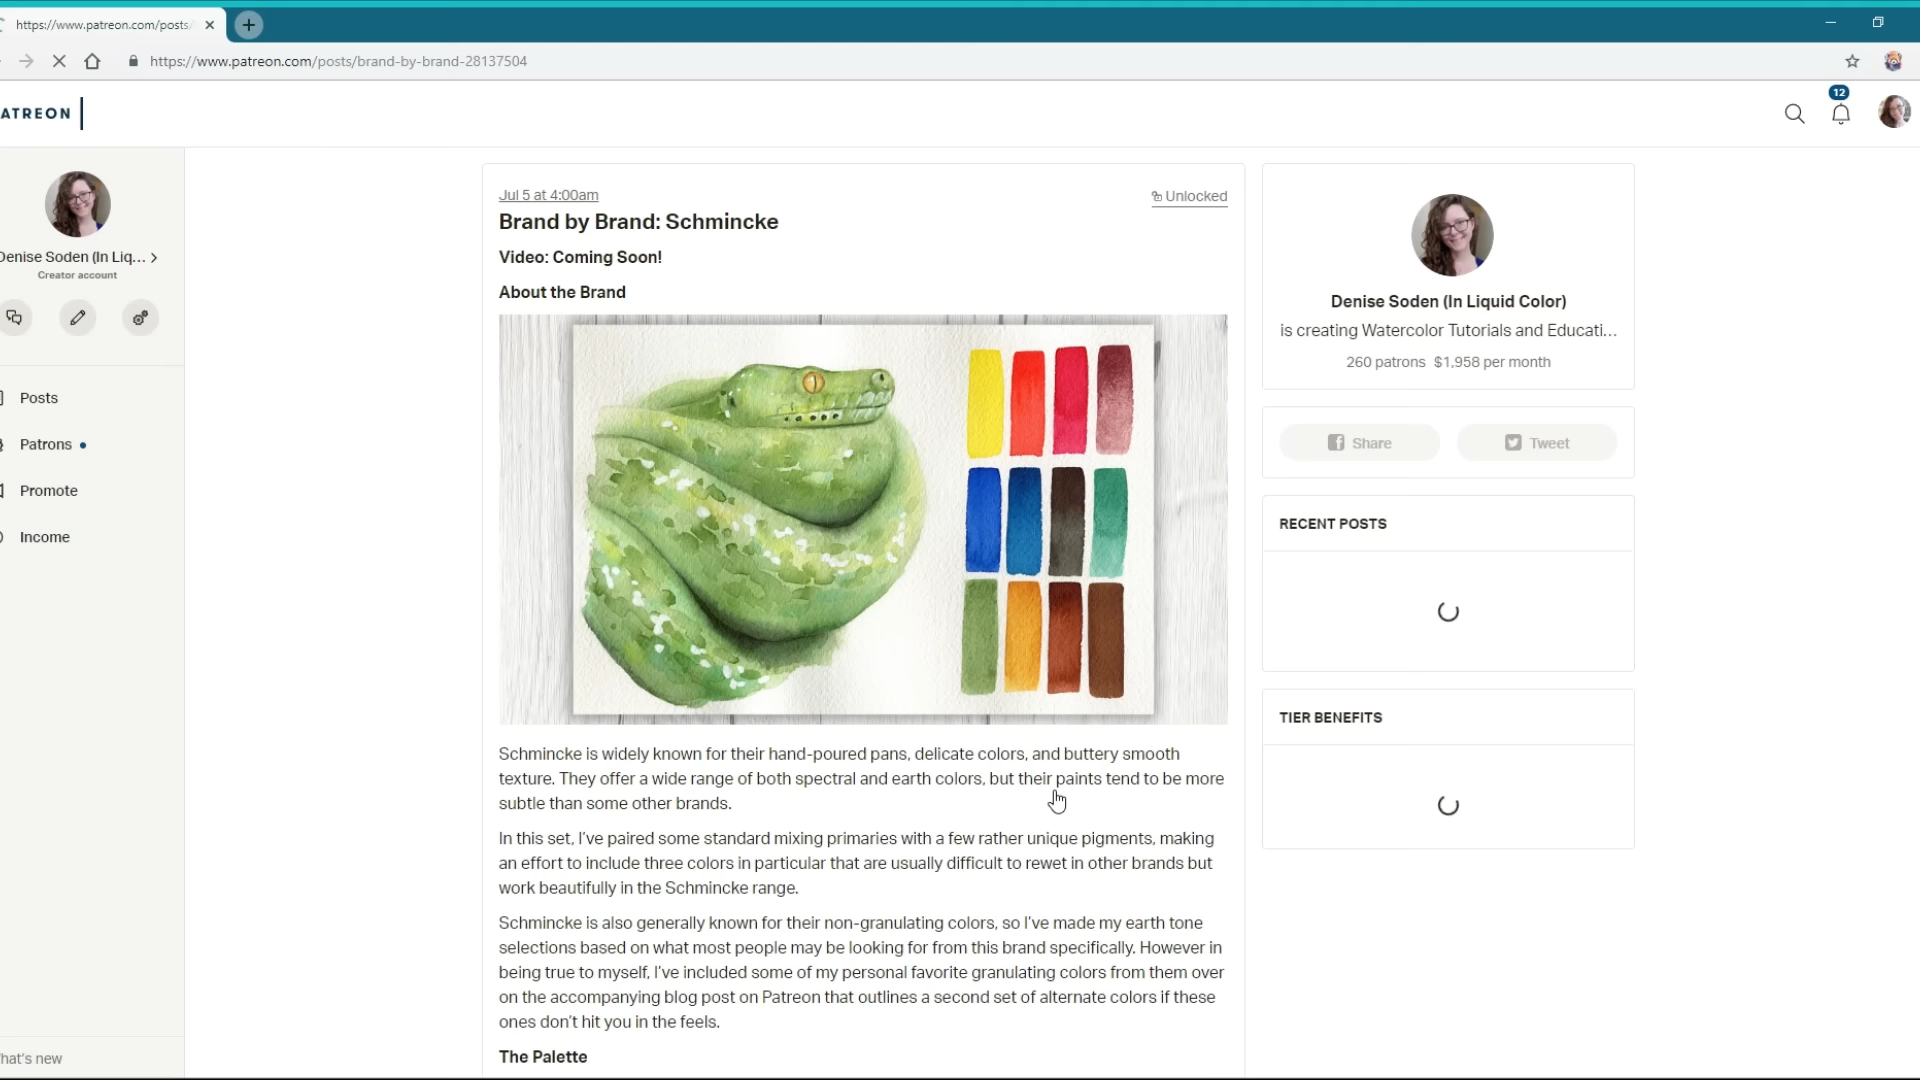 https://www.patreon.com/posts/
https://www.patreon.com/posts/brand-by-brand-28137504
ATREON
12
Denise Soden (In Liq...
Creator account
Posts
Patrons
Promote
Income
hat's new
Jul 5 at 4:00am
Unlocked
Brand by Brand: Schmincke
Video: Coming Soon!
About the Brand
Schmincke is widely known for their hand-poured pans, delicate colors, and buttery smooth
texture. They offer a wide range of both spectral and earth colors, but their paints tend to be more
subtle than some other brands.
In this set, I've paired some standard mixing primaries with a few rather unique pigments, making
an effort to include three colors in particular that are usually difficult to rewet in other brands but
work beautifully in the Schmincke range.
Schmincke is also generally known for their non-granulating colors, so I've made my earth tone
selections based on what most people may be looking for from this brand specifically. However in
being true to myself, I've included some of my personal favorite granulating colors from them over
on the accompanying blog post on Patreon that outlines a second set of alternate colors if these
ones don't hit you in the feels.
The Palette
Denise Soden (In Liquid Color)
is creating Watercolor Tutorials and Educati...
260 patrons $1,958 per month
Share
Tweet
RECENT POSTS
TIER BENEFITS